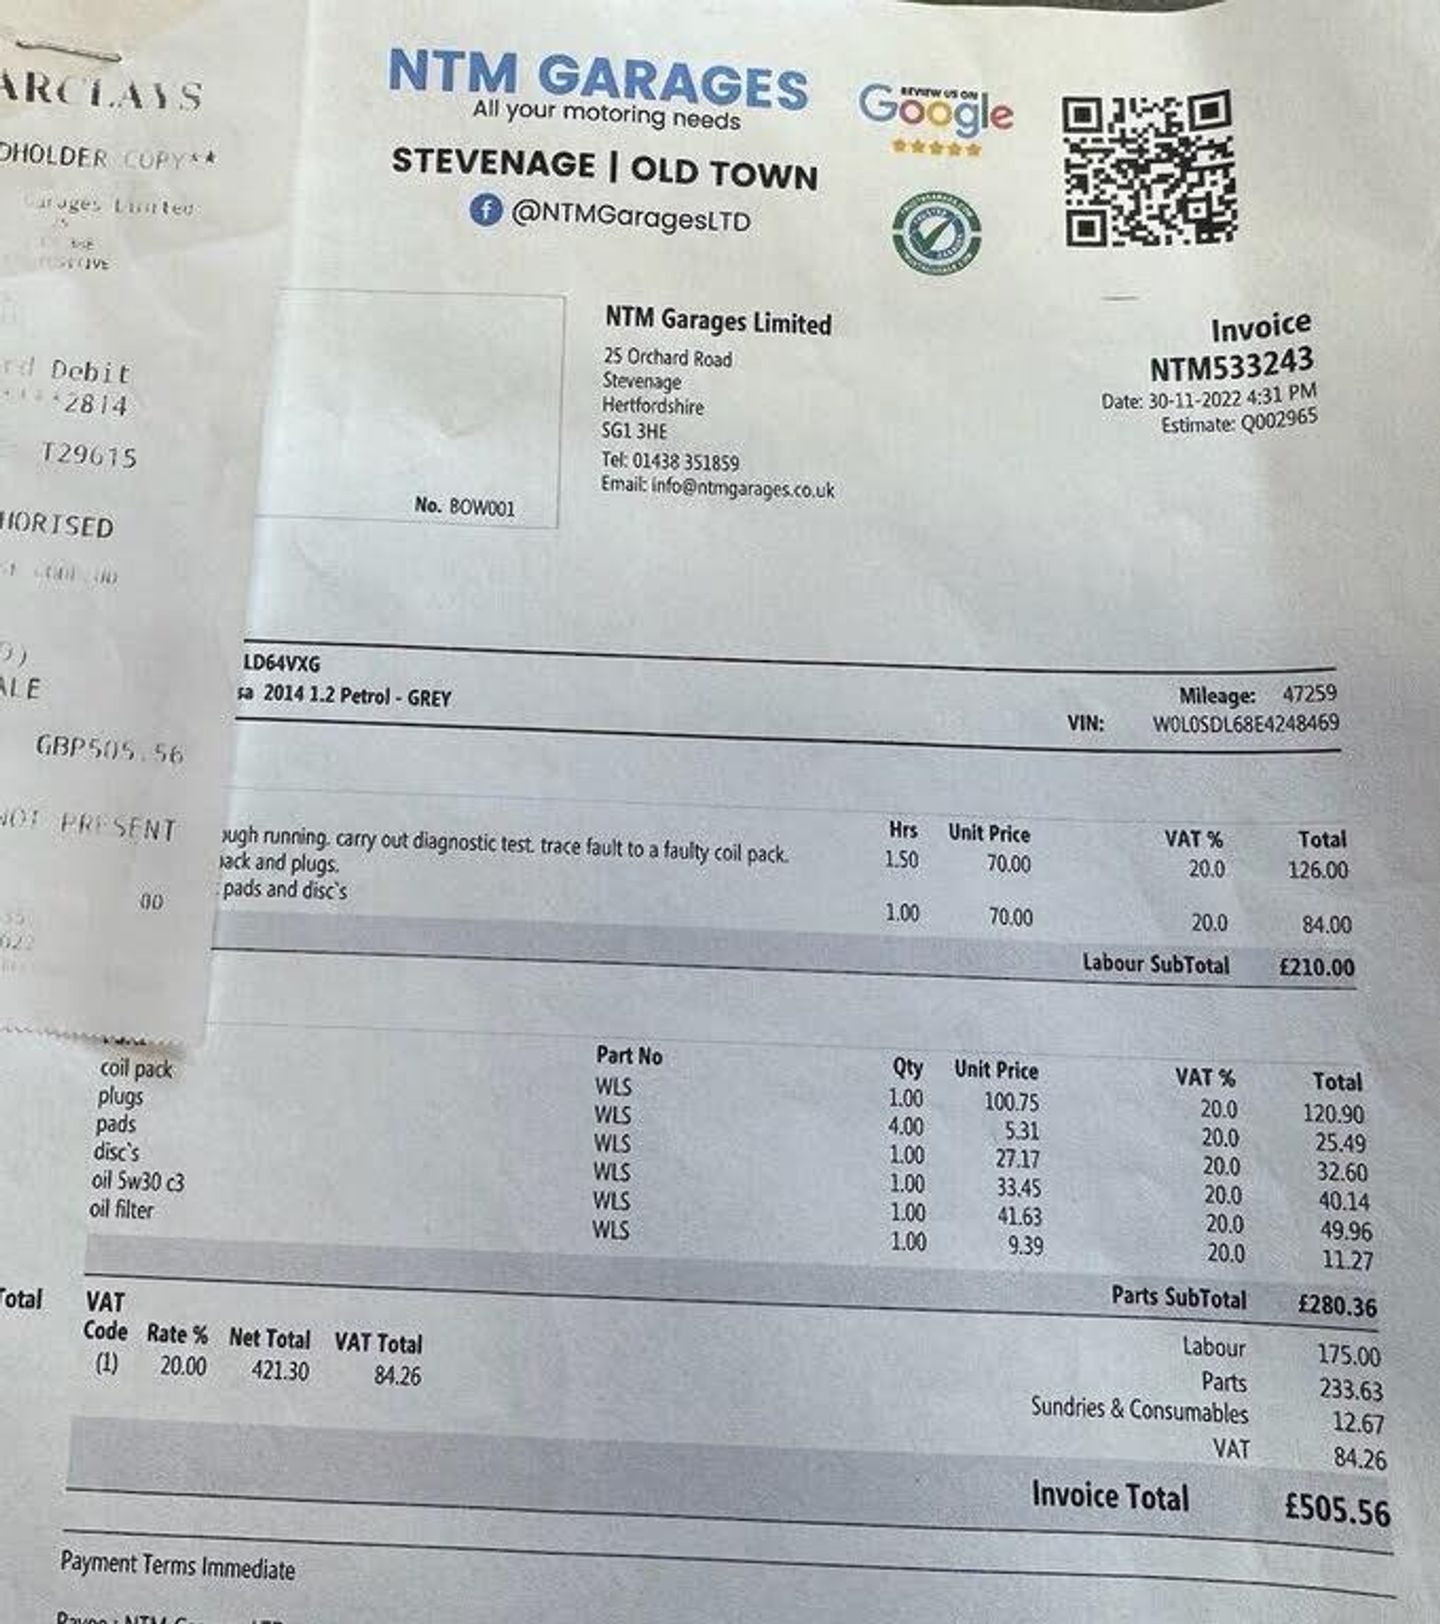 ARCLAYS
DHOLDER COPY**
Garages Limited
25
Debit
2814
T29615
HORISED
ALE
GBP505.56
NOT PRESENT
00
NTM GARAGES
All your motoring needs
STEVENAGE | OLD TOWN
@NTMGaragesLTD
REVIEW US ON
Google
NTM Garages Limited
25 Orchard Road
Stevenage
Hertfordshire
SG1 3HE
Tel: 01438 351859
Email: info@ntmgarages.co.uk
Invoice
NTM533243
Date: 30-11-2022 4:31 PM
Estimate: Q002965
No. BOW001
LD64VXG
sa 2014 1.2 Petrol - GREY
Mileage: 47259
VIN: W0L0SDL68E4248469
Hrs Unit Price VAT % Total
ough running. carry out diagnostic test. trace fault to a faulty coil pack. 1.50 70.00 20.0 126.00
pack and plugs.
pads and disc`s
1.00 70.00 20.0 84.00
Labour SubTotal £210.00
Part No Qty Unit Price VAT % Total
coil pack WLS 1.00 100.75 20.0 120.90
plugs WLS 4.00 5.31 20.0 25.49
pads WLS 1.00 27.17 20.0 32.60
disc`s WLS 1.00 33.45 20.0 40.14
oil 5w30 c3 WLS 1.00 41.63 20.0 49.96
oil filter WLS 1.00 9.39 20.0 11.27
Parts SubTotal £280.36
Total VAT
Code Rate % Net Total VAT Total
(1) 20.00 421.30 84.26
Labour 175.00
Parts 233.63
Sundries & Consumables 12.67
VAT 84.26
Invoice Total £505.56
Payment Terms Immediate